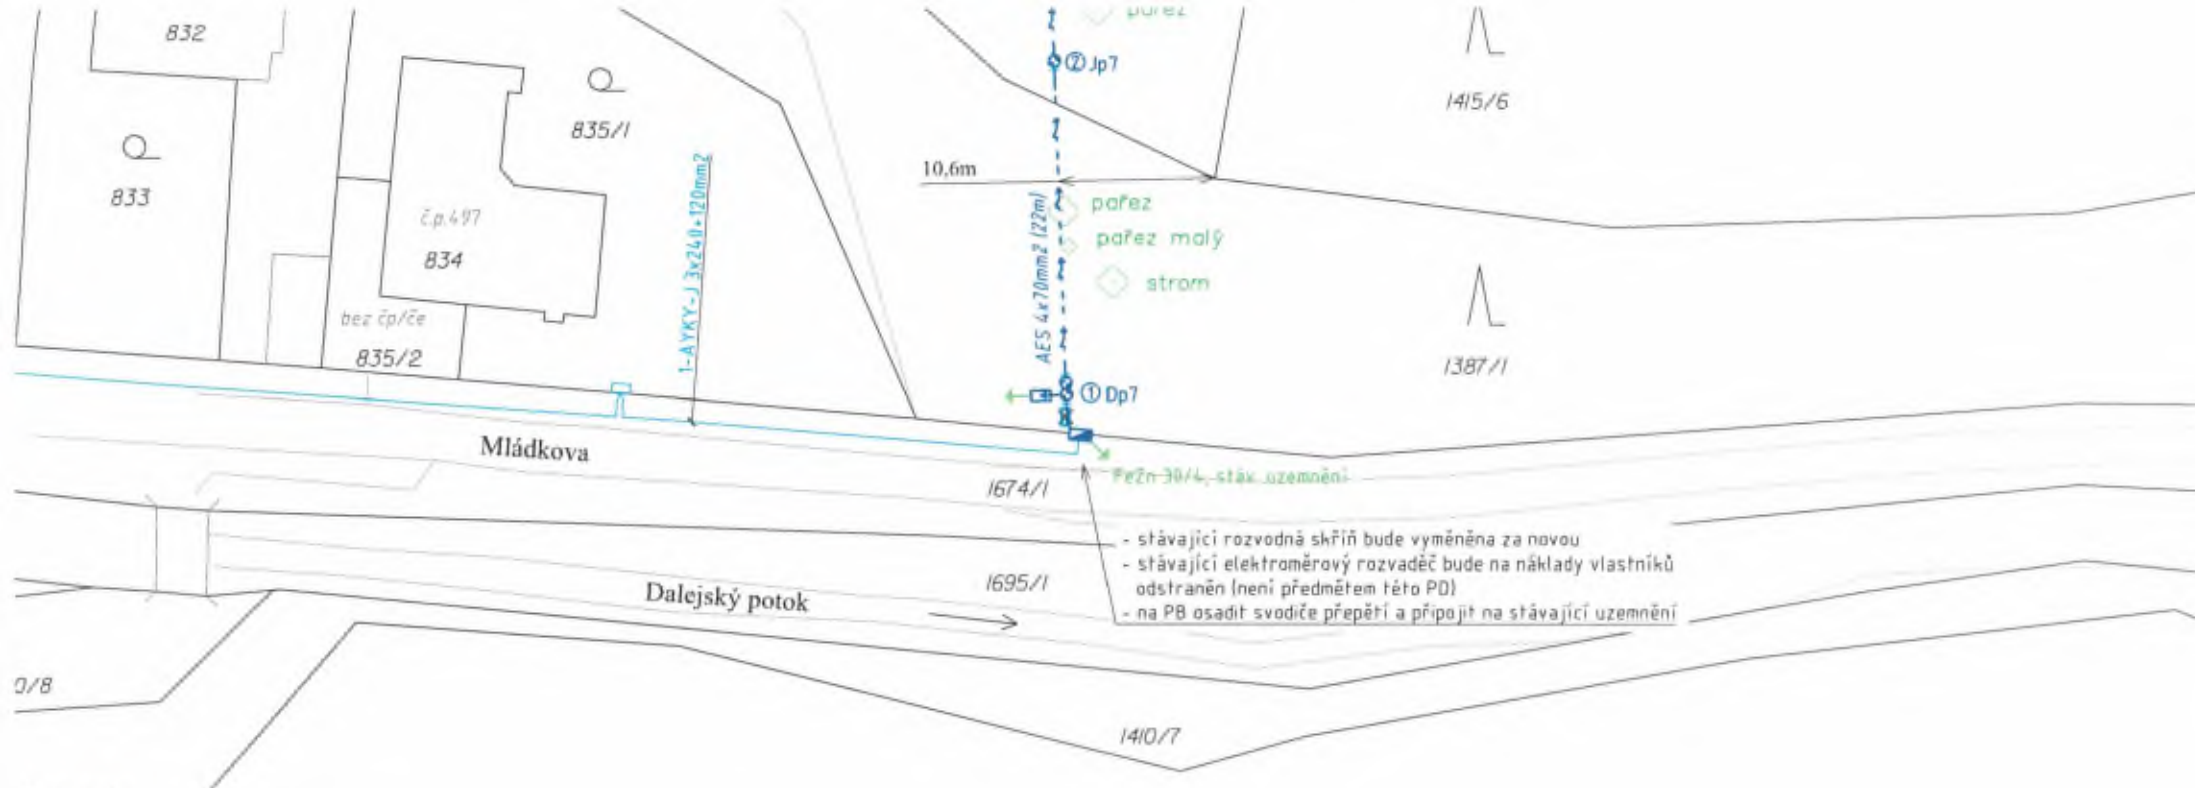 832
pařez
② Jp7
1415/6
835/1
833
10,6m
1-AYKY-J 3x240+120mm2
AES 4x70mm2 (22m)
pařez
č.p.497
pařez malý
834
strom
bez čp/če
835/2
1387/1
① Dp7
Mládkova
FeZn 30/4, stáv. uzemnění
1674/1
- stávající rozvodná skříň bude vyměněna za novou
- stávající elektroměrový rozvaděč bude na náklady vlastníků
odstraněn (není předmětem této PD)
- na PB osadit svodiče přepětí a připojit na stávající uzemnění
1695/1
Dalejský potok
0/8
1410/7